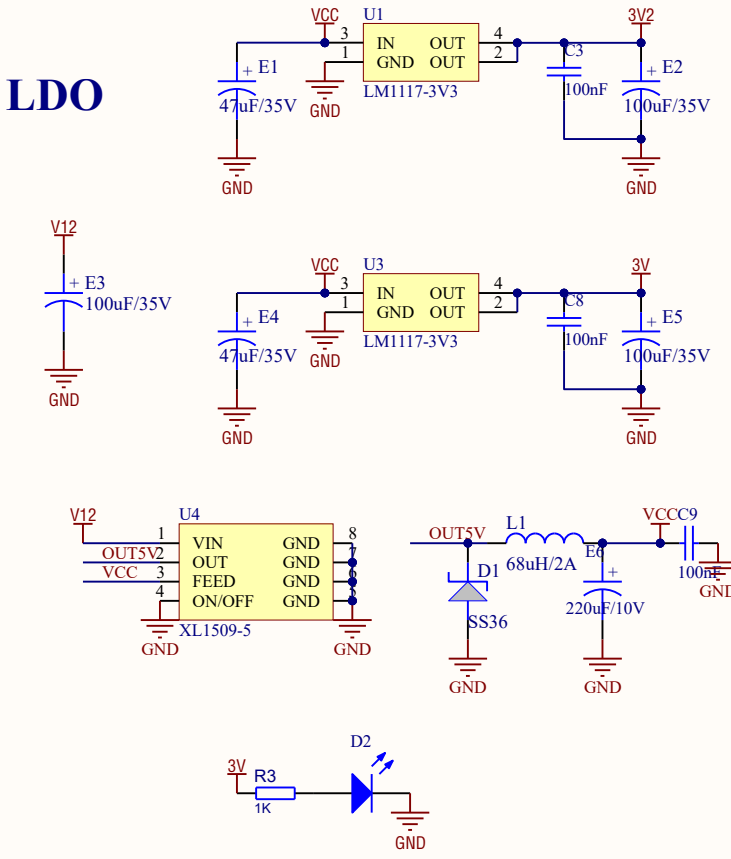 LDO
VCC
U1
3V2
3 IN OUT 4
1 GND OUT 2
LM1117-3V3
+ E1
47uF/35V
C3
100nF
+ E2
100uF/35V
GND
GND
GND
V12
+ E3
100uF/35V
GND
VCC
U3
3V
3 IN OUT 4
1 GND OUT 2
LM1117-3V3
+ E4
47uF/35V
C8
100nF
+ E5
100uF/35V
GND
GND
GND
V12
U4
1 VIN GND 8
OUT5V 2 OUT GND 7
VCC 3 FEED GND 6
4 ON/OFF GND 5
XL1509-5
GND
GND
OUT5V
L1
68uH/2A
VCC
C9
100nF
GND
D1
SS36
E6
+
220uF/10V
GND
GND
D2
3V
R3
1K
GND